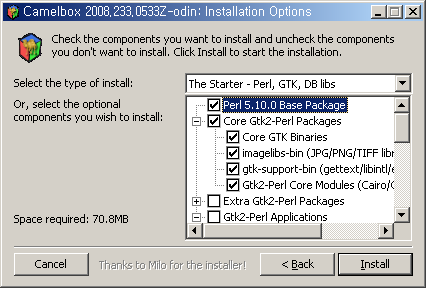 Camelbox 2008,233,0533Z-odin: Installation Options
Check the components you want to install and uncheck the components
you don't want to install. Click Install to start the installation.
Select the type of install:
The Starter - Perl, GTK, DB libs
Or, select the optional
components you wish to install:
Perl 5.10.0 Base Package
Core Gtk2-Perl Packages
Core GTK Binaries
imagelibs-bin (JPG/PNG/TIFF libr
gtk-support-bin (gettext/libintl/e
Gtk2-Perl Core Modules (Cairo/G
Extra Gtk2-Perl Packages
Gtk2-Perl Applications
Space required: 70.8MB
Cancel
Thanks to Milo for the installer!
< Back
Install